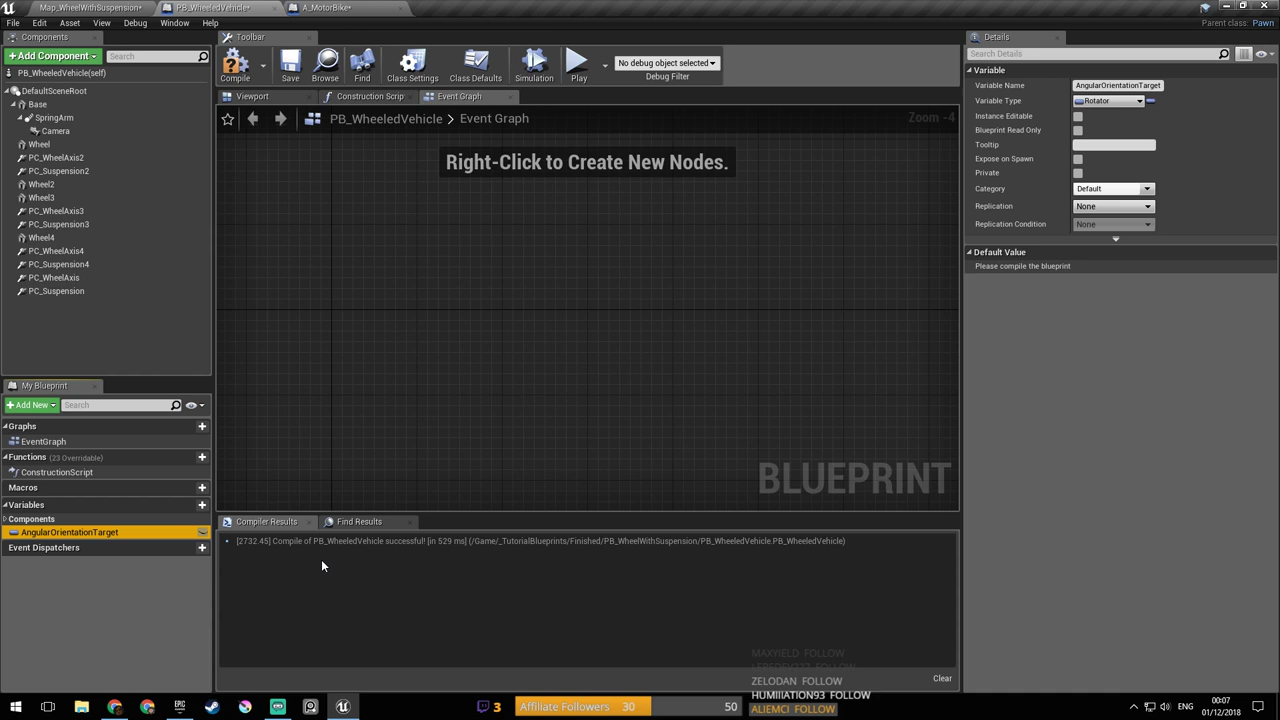 Map_WheelWithSuspension*
PB_WheeledVehicle*
A_MotorBike*
File Edit Asset View Debug Window Help
Parent class: Pawn
Components
Toolbar
Details
+ Add Component
Search
Search Details
PB_WheeledVehicle(self)
Compile
Save
Browse
Find
Class Settings
Class Defaults
Simulation
Play
No debug object selected
Debug Filter
DefaultSceneRoot
Base
SpringArm
Camera
Wheel
PC_WheelAxis2
PC_Suspension2
Wheel2
Wheel3
PC_WheelAxis3
PC_Suspension3
Wheel4
PC_WheelAxis4
PC_Suspension4
PC_WheelAxis
PC_Suspension
Viewport
Construction Scrip
Event Graph
PB_WheeledVehicle > Event Graph
Zoom -4
Right-Click to Create New Nodes.
BLUEPRINT
Variable
Variable Name AngularOrientationTarget
Variable Type Rotator
Instance Editable
Blueprint Read Only
Tooltip
Expose on Spawn
Private
Category Default
Replication None
Replication Condition None
Default Value
Please compile the blueprint
My Blueprint
+ Add New
Search
Graphs
EventGraph
Functions (23 Overridable)
ConstructionScript
Macros
Variables
Components
AngularOrientationTarget
Event Dispatchers
Compiler Results
Find Results
[2732.45] Compile of PB_WheeledVehicle successful! [in 529 ms] (/Game/_TutorialBlueprints/Finished/PB_WheelWithSuspension/PB_WheeledVehicle.PB_WheeledVehicle)
Clear
MAXYIELD FOLLOW
ZELODAN FOLLOW
HUMIIIATION93 FOLLOW
ALIEMCI FOLLOW
3
Affiliate Followers 30 50
ENG
00:07
01/12/2018